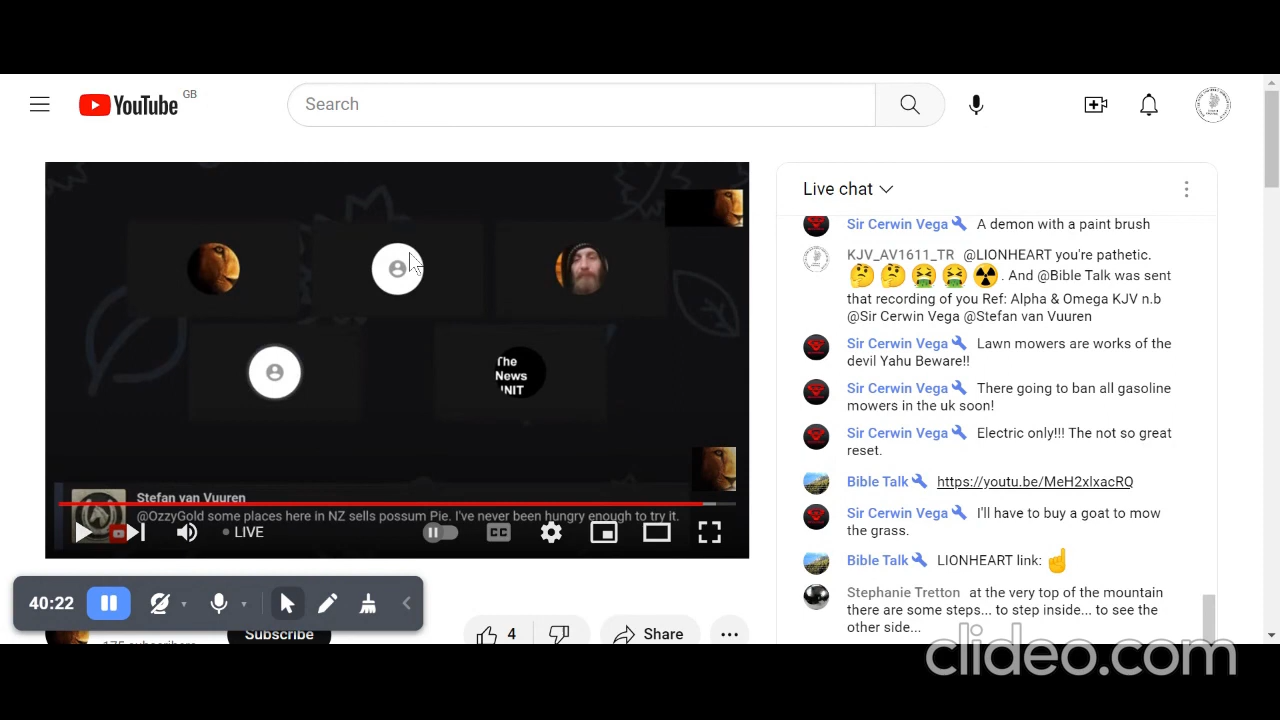 YouTube GB
Search
Live chat
Sir Cerwin Vega A demon with a paint brush
KJV_AV1611_TR @LIONHEART you're pathetic.
🤔🤔🤮🤮☢️. And @Bible Talk was sent
that recording of you Ref: Alpha & Omega KJV n.b
@Sir Cerwin Vega @Stefan van Vuuren
Sir Cerwin Vega Lawn mowers are works of the
devil Yahu Beware!!
Sir Cerwin Vega There going to ban all gasoline
mowers in the uk soon!
Sir Cerwin Vega Electric only!!! The not so great
reset.
Bible Talk https://youtu.be/MeH2xlxacRQ
Sir Cerwin Vega I'll have to buy a goat to mow
the grass.
Bible Talk LIONHEART link: ☝️
Stephanie Tretton at the very top of the mountain
there are some steps... to step inside... to see the
other side...
The
News
Stefan van Vuuren
@OzzyGold some places here in NZ sells possum Pie. I've never been hungry enough to try it.
LIVE
CC
40:22
175 subscribers
Subscribe
4
Share
clideo.com